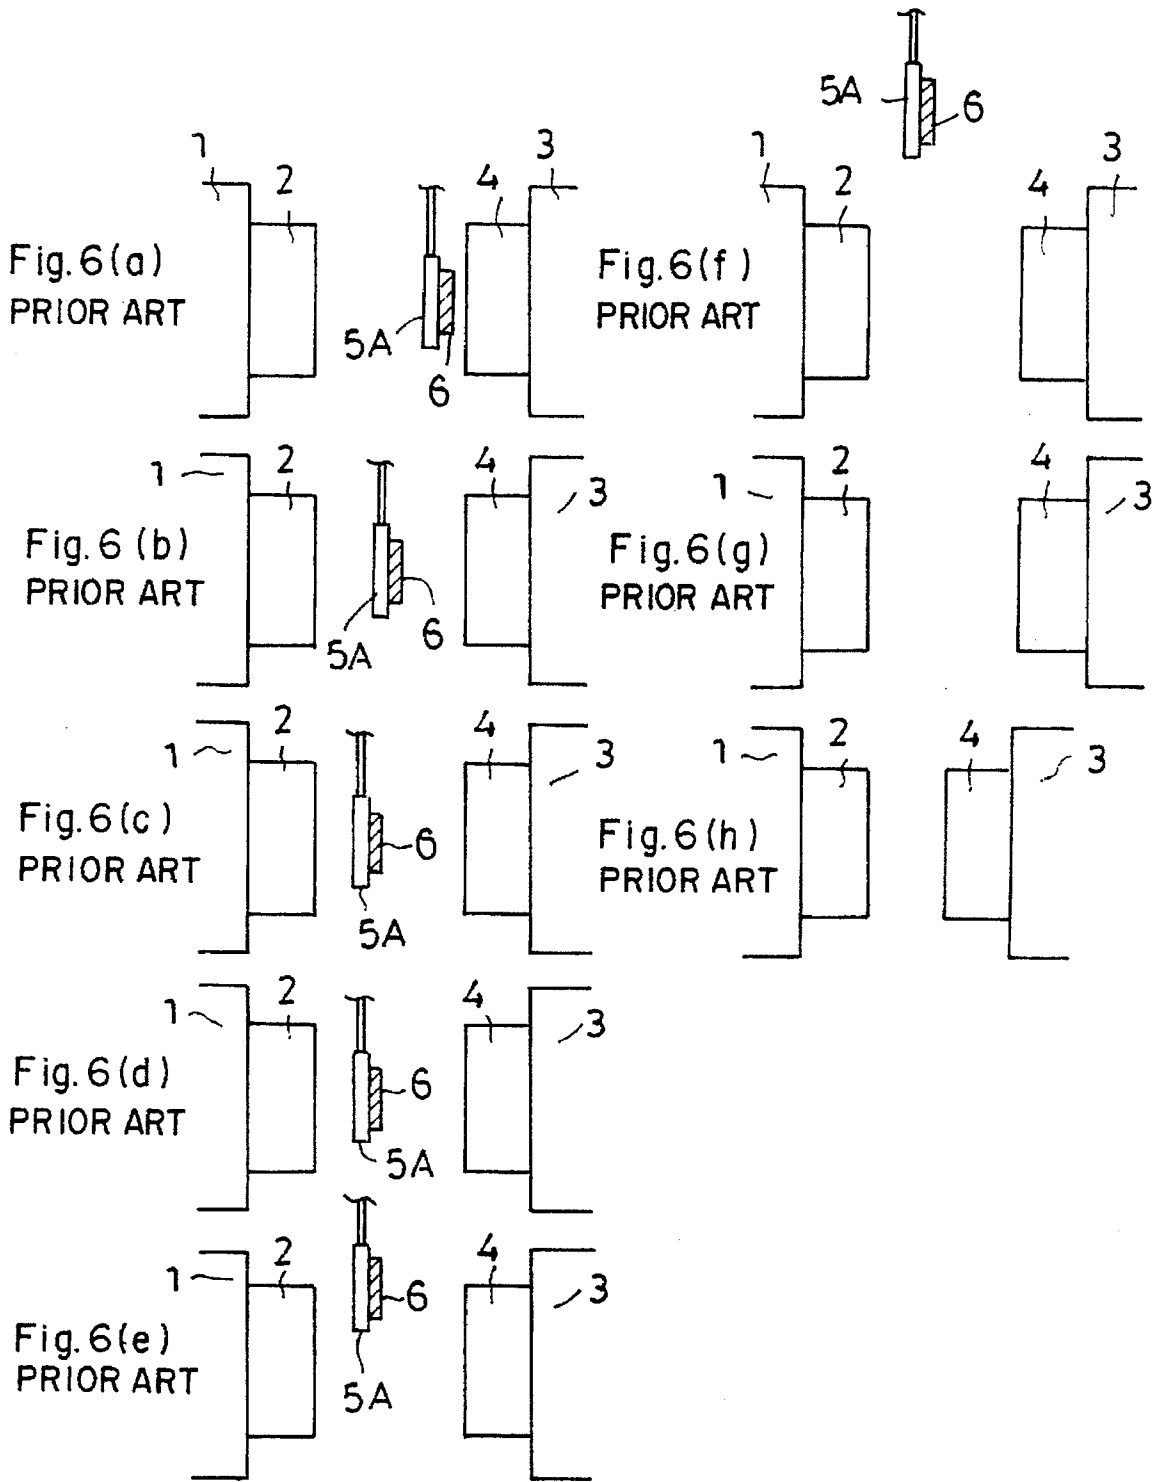 1
2
4
3
Fig. 6(a)
PRIOR ART
5A
6
1
2
4
3
Fig. 6 (b)
PRIOR ART
5A
6
1
2
4
3
Fig. 6(c)
PRIOR ART
6
5A
1
2
4
3
Fig. 6(d)
PRIOR ART
6
5A
1
2
4
3
Fig. 6(e)
PRIOR ART
6
5A
5A
6
1
2
4
3
Fig. 6(f)
PRIOR ART
1
2
4
3
Fig. 6(g)
PRIOR ART
1
2
4
3
Fig. 6(h)
PRIOR ART